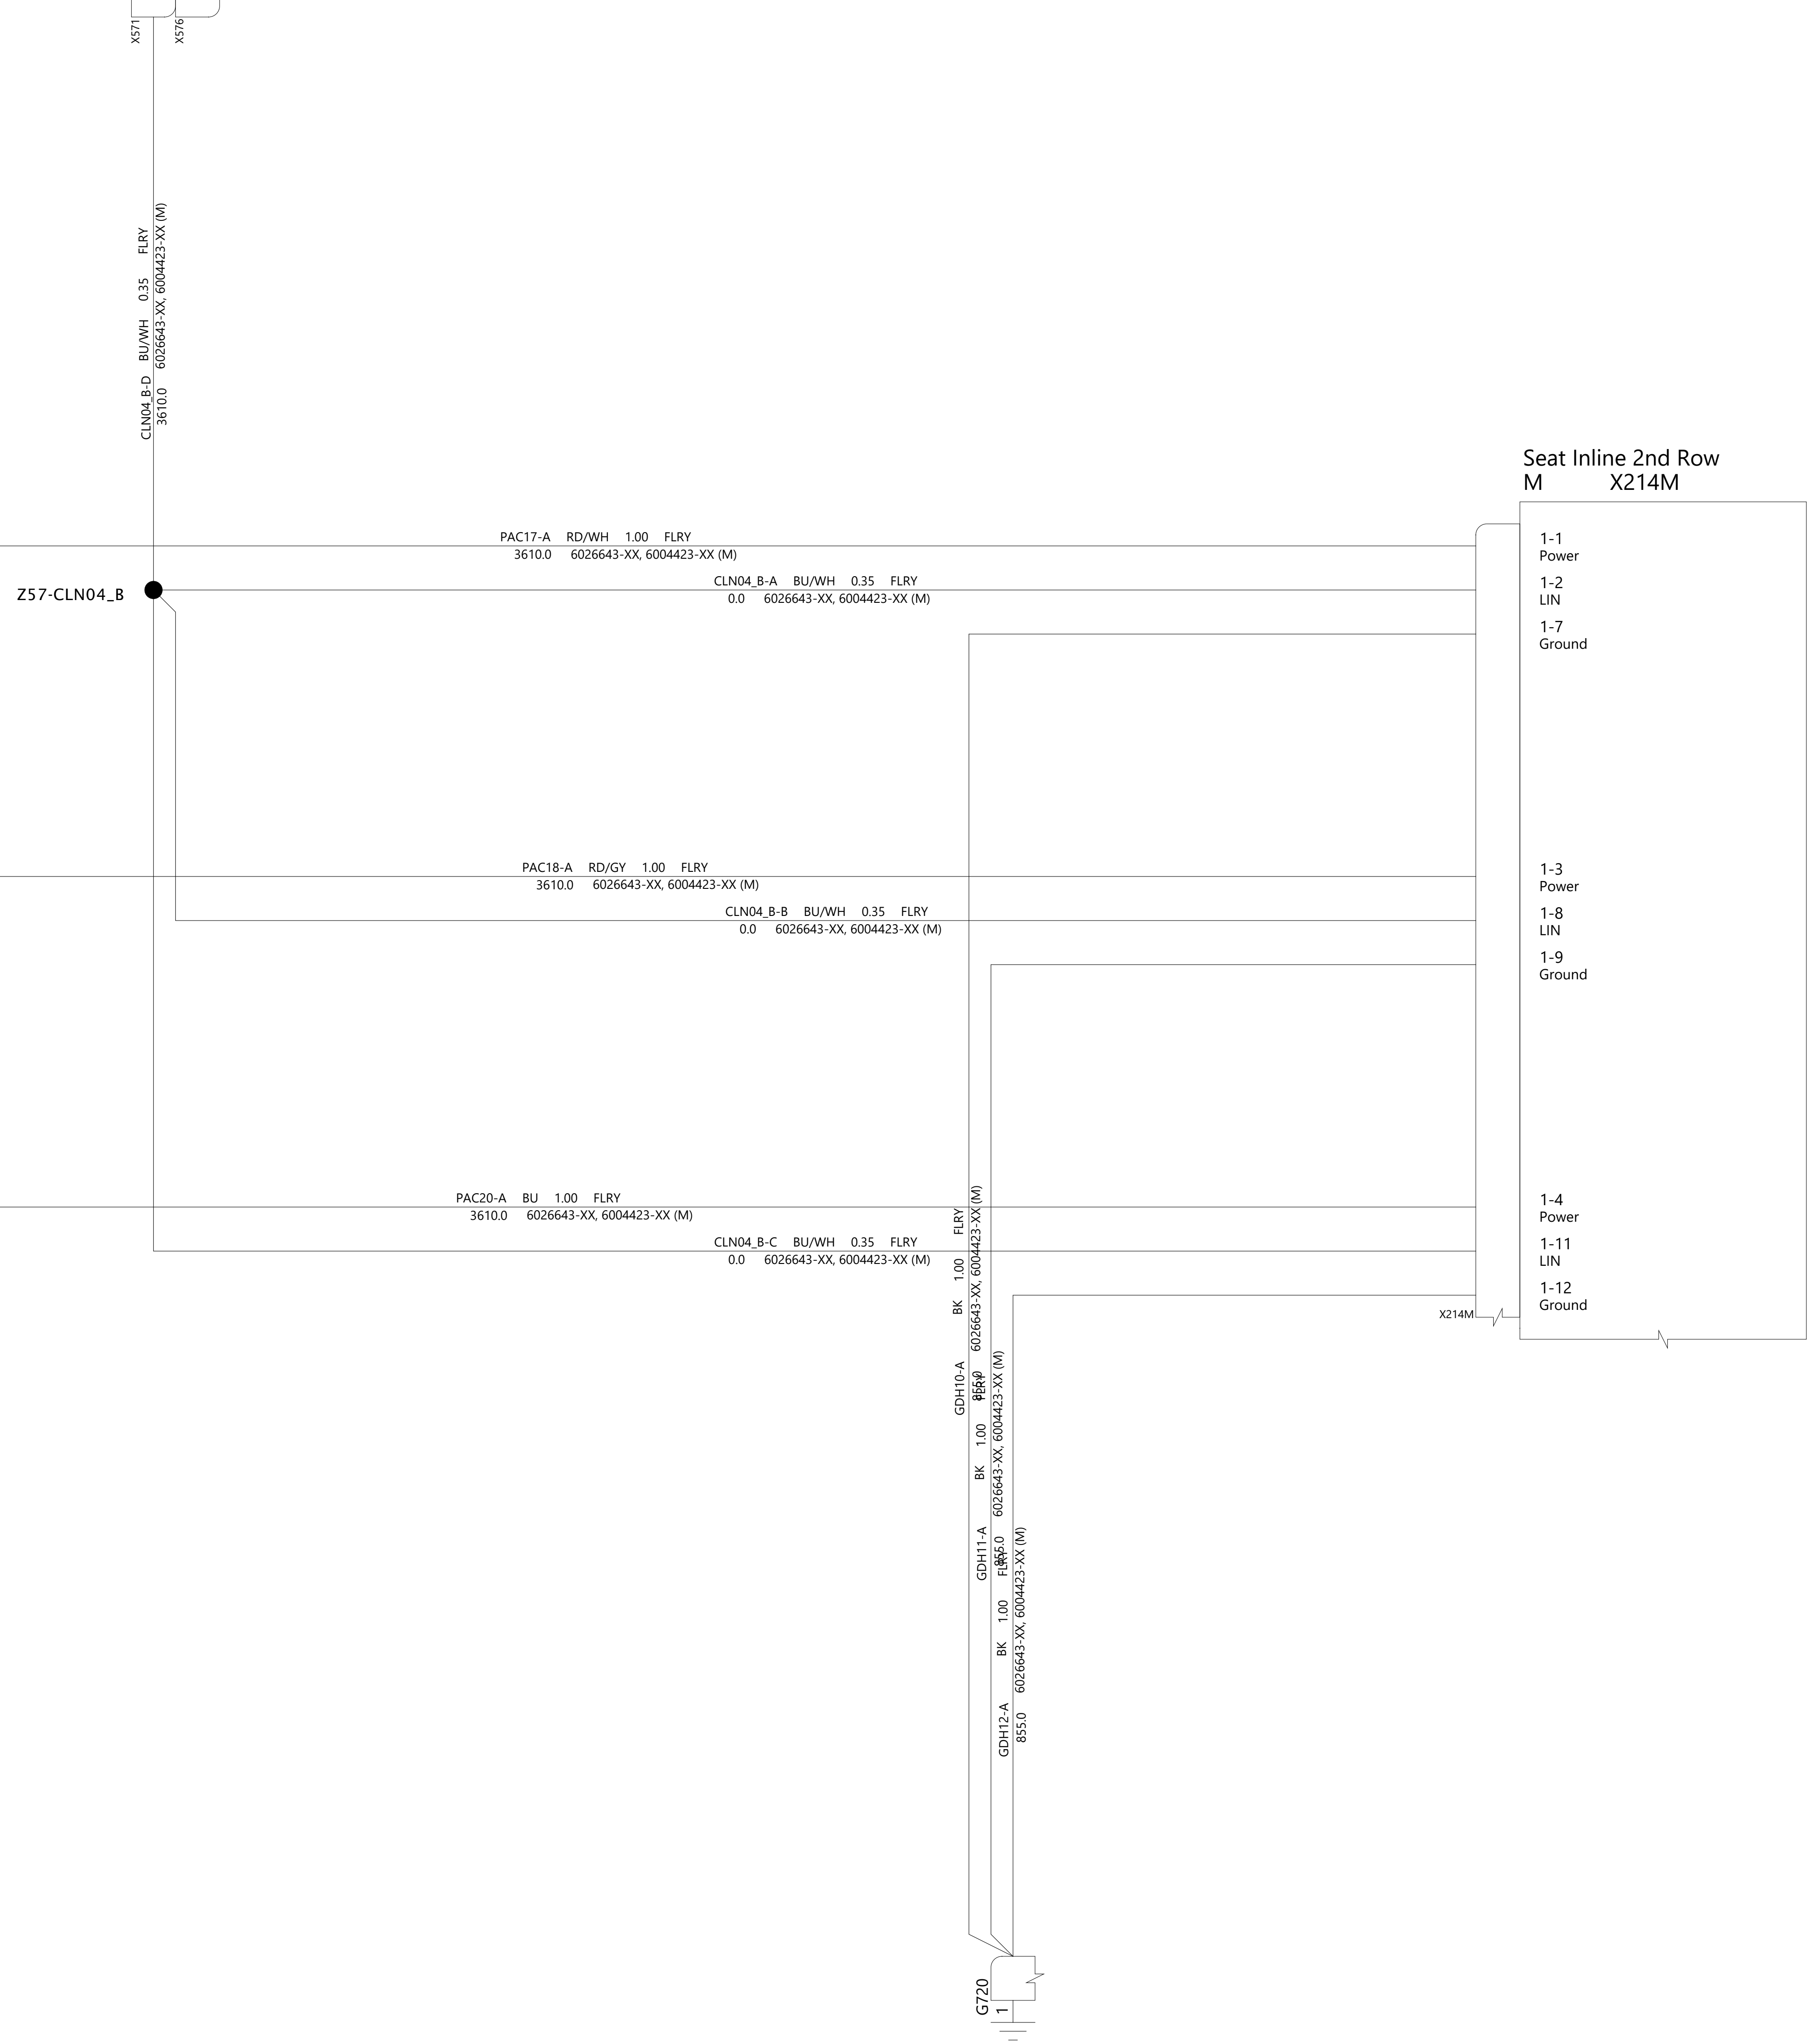 X571
X576
CLN04_B-D BU/WH 0.35 FLRY
3610.0 6026643-XX, 6004423-XX (M)
Seat Inline 2nd Row
M X214M
PAC17-A RD/WH 1.00 FLRY
3610.0 6026643-XX, 6004423-XX (M)
1-1
Power
Z57-CLN04_B
CLN04_B-A BU/WH 0.35 FLRY
0.0 6026643-XX, 6004423-XX (M)
1-2
LIN
1-7
Ground
PAC18-A RD/GY 1.00 FLRY
3610.0 6026643-XX, 6004423-XX (M)
1-3
Power
CLN04_B-B BU/WH 0.35 FLRY
0.0 6026643-XX, 6004423-XX (M)
1-8
LIN
1-9
Ground
PAC20-A BU 1.00 FLRY
3610.0 6026643-XX, 6004423-XX (M)
1-4
Power
CLN04_B-C BU/WH 0.35 FLRY
0.0 6026643-XX, 6004423-XX (M)
1-11
LIN
1-12
Ground
X214M
GDH10-A BK 1.00 FLRY
855.0 6026643-XX, 6004423-XX (M)
GDH11-A BK 1.00 FLRY
855.0 6026643-XX, 6004423-XX (M)
GDH12-A BK 1.00 FLRY
855.0 6026643-XX, 6004423-XX (M)
G720
1